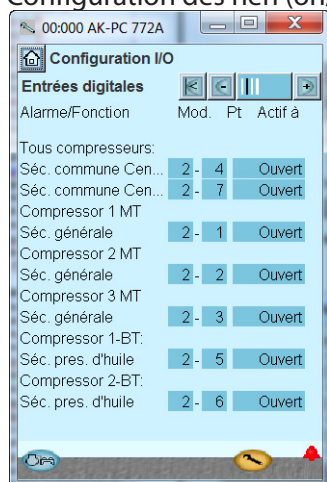 00:000 AK-PC 772A
Configuration I/O
Entrées digitales
Alarme/Fonction Mod. Pt Actif à
Tous compresseurs:
Séc. commune Cen... 2 - 4 Ouvert
Séc. commune Cen... 2 - 7 Ouvert
Compressor 1 MT
Séc. générale 2 - 1 Ouvert
Compressor 2 MT
Séc. générale 2 - 2 Ouvert
Compressor 3 MT
Séc. générale 2 - 3 Ouvert
Compressor 1-BT:
Séc. pres. d'huile 2 - 5 Ouvert
Compressor 2-BT:
Séc. pres. d'huile 2 - 6 Ouvert